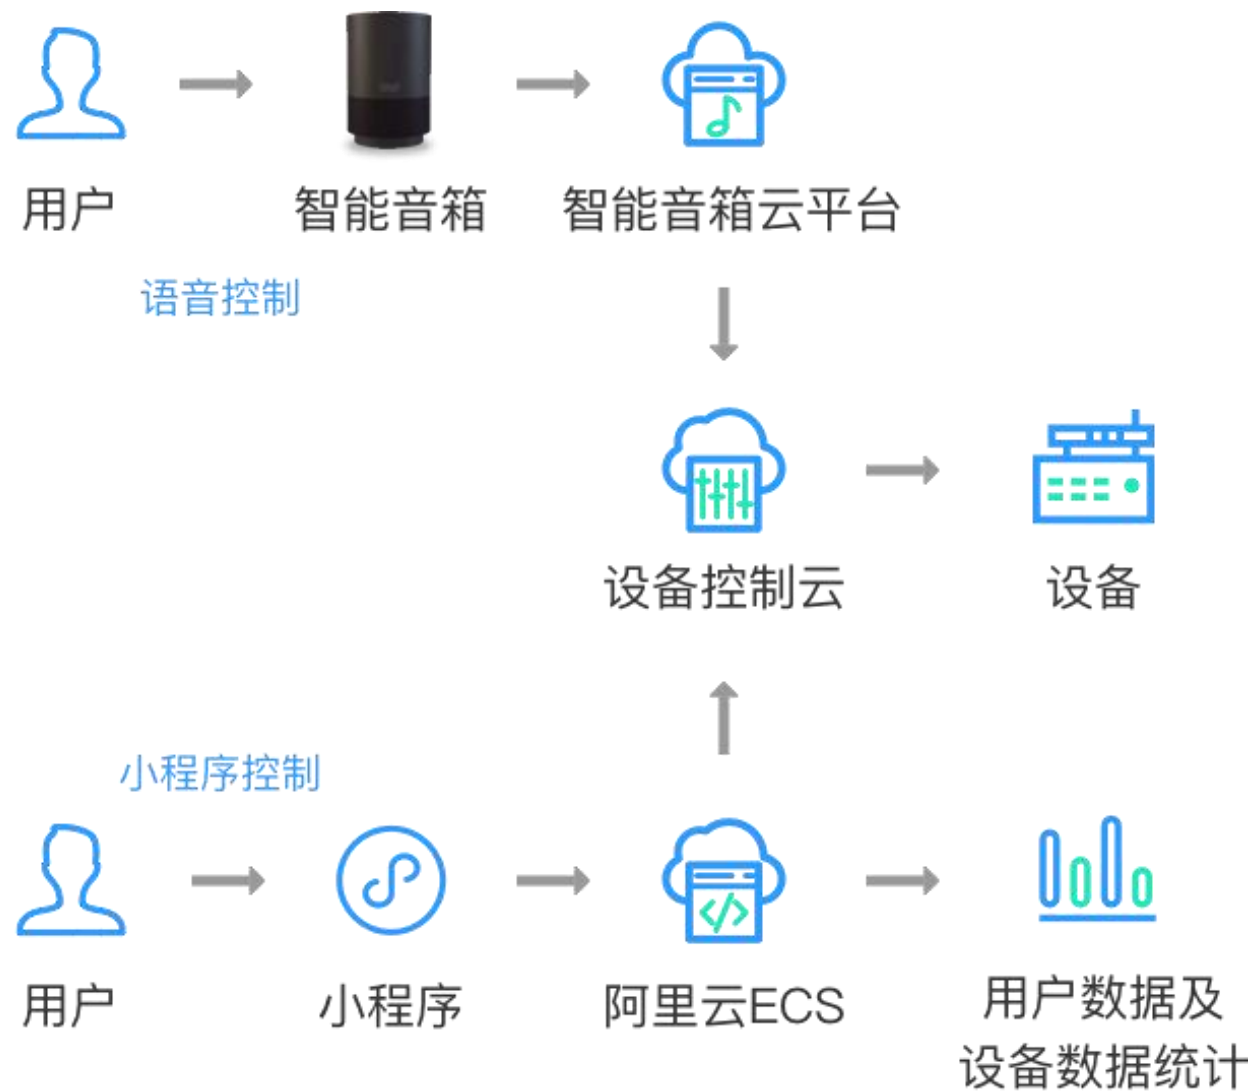 用户
智能音箱
智能音箱云平台
语音控制
设备控制云
设备
小程序控制
用户
小程序
阿里云ECS
用户数据及
设备数据统计